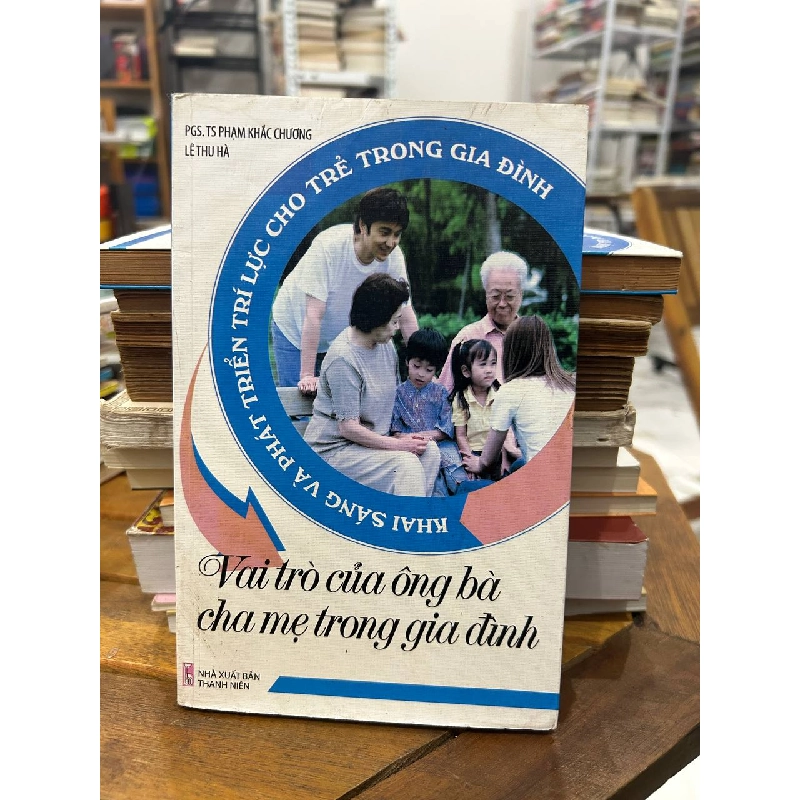 PGS. TS PHẠM KHẮC CHƯƠNG
LÊ THU HÀ
KHAI SÁNG VÀ PHÁT TRIỂN TRÍ LỰC CHO TRẺ TRONG GIA ĐÌNH
Vai trò của ông bà
cha mẹ trong gia đình
NHÀ XUẤT BẢN
THANH NIÊN